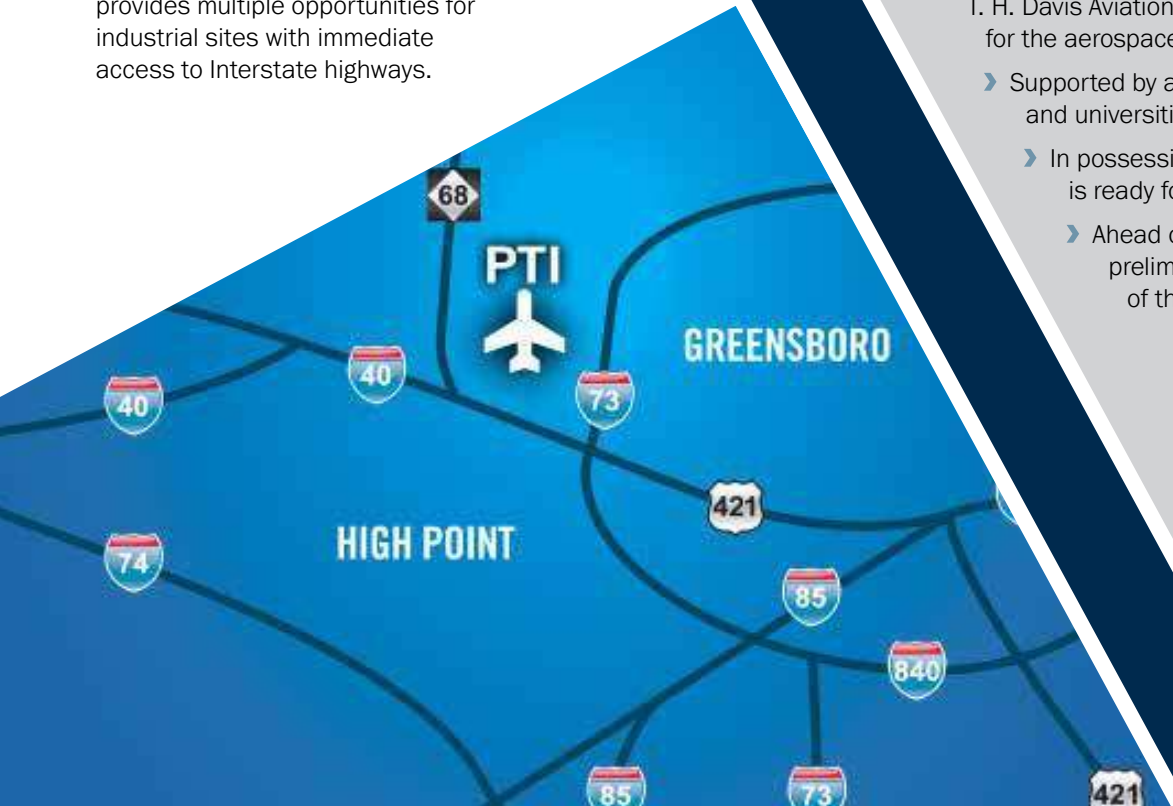 provides multiple opportunities for
industrial sites with immediate
access to Interstate highways.
T. H. Davis Aviation
for the aerospace
Supported by a
and universiti
In possessi
is ready fo
Ahead o
prelim
of th
68
PTI
GREENSBORO
40
40
73
421
HIGH POINT
74
85
840
85
73
421